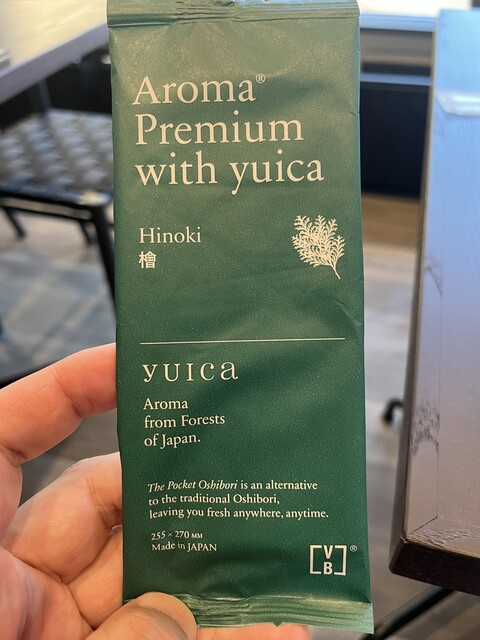 Aroma®
Premium
with yuica
Hinoki
檜
yuica
Aroma
from Forests
of Japan.
The Pocket Oshibori is an alternative
to the traditional Oshibori,
leaving you fresh anywhere, anytime.
255 × 270 MM
Made in JAPAN
[VB]®